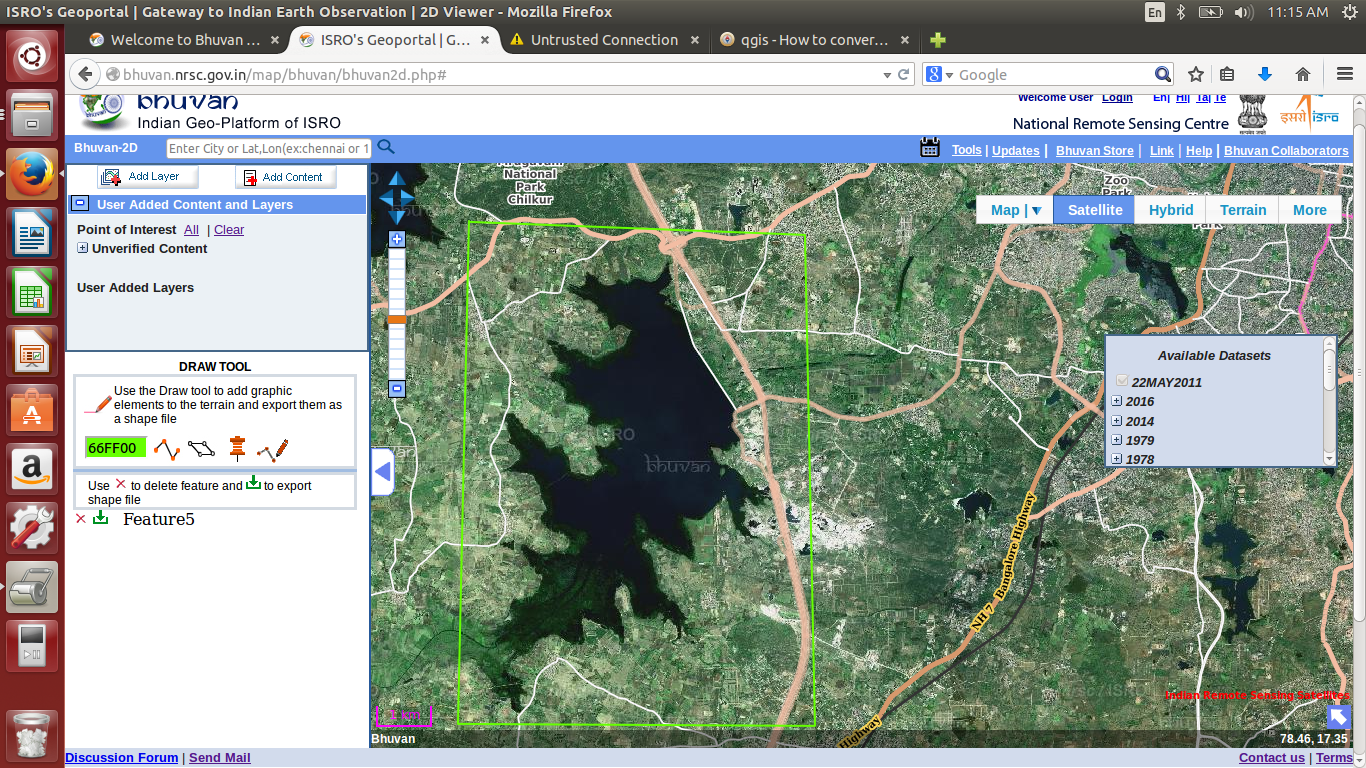 ISRO's Geoportal | Gateway to Indian Earth Observation | 2D Viewer - Mozilla Firefox
En
11:15 AM
Welcome to Bhuvan ...
ISRO's Geoportal | G...
Untrusted Connection
qgis - How to conver...
bhuvan.nrsc.gov.in/map/bhuvan/bhuvan2d.php#
Google
bhuvan
Indian Geo-Platform of ISRO
Welcome User Login En| Hi| Ta| Te
National Remote Sensing Centre
इसरो isro
Bhuvan-2D
Enter City or Lat,Lon(ex:chennai or 1
Tools | Updates | Bhuvan Store | Link | Help | Bhuvan Collaborators
Add Layer
Add Content
User Added Content and Layers
Point of Interest All | Clear
Unverified Content
User Added Layers
DRAW TOOL
Use the Draw tool to add graphic
elements to the terrain and export them as
a shape file
66FF00
Use to delete feature and to export
shape file
Feature5
National
Park
Chilkur
Zoo
Park
Map |
Satellite
Hybrid
Terrain
More
Park
Available Datasets
22MAY2011
2016
2014
1979
1978
bhuvan
NH 7 Bangalore Highway
Highway
2 km
ISRO
Indian Remote Sensing Satellites
Bhuvan
78.46, 17.35
Discussion Forum | Send Mail
Contact us | Terms